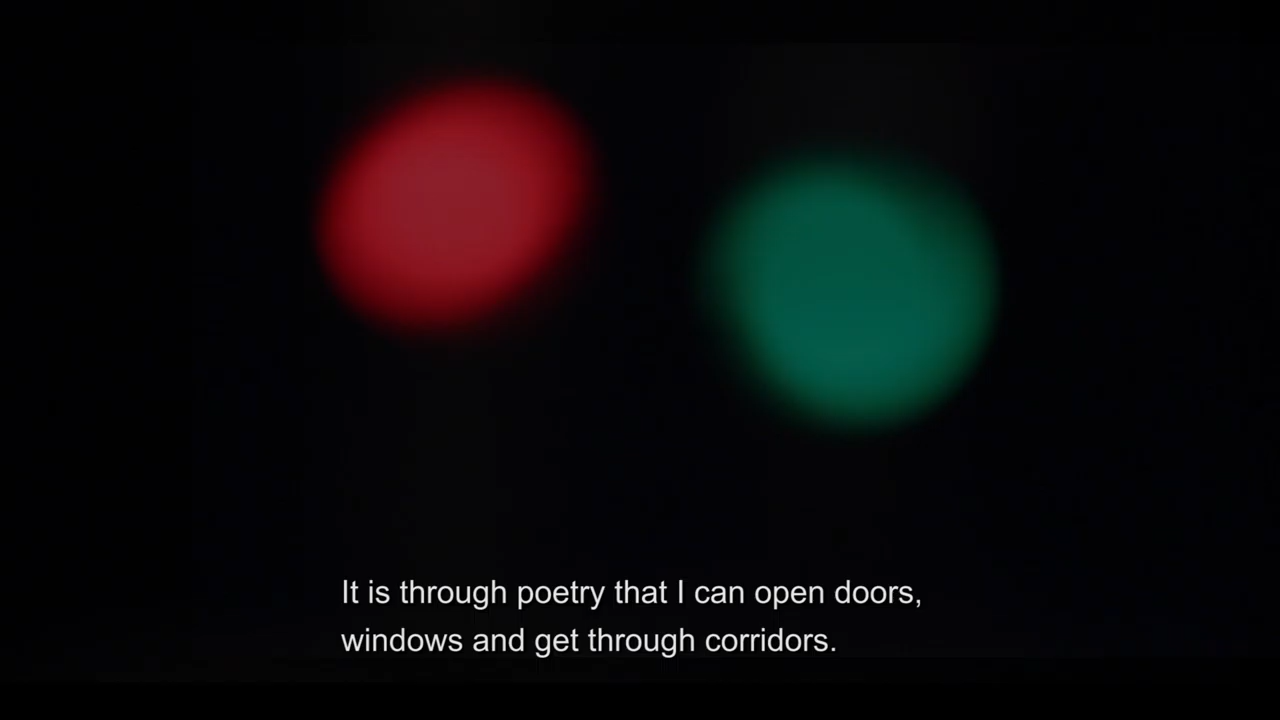 It is through poetry that I can open doors,
windows and get through corridors.